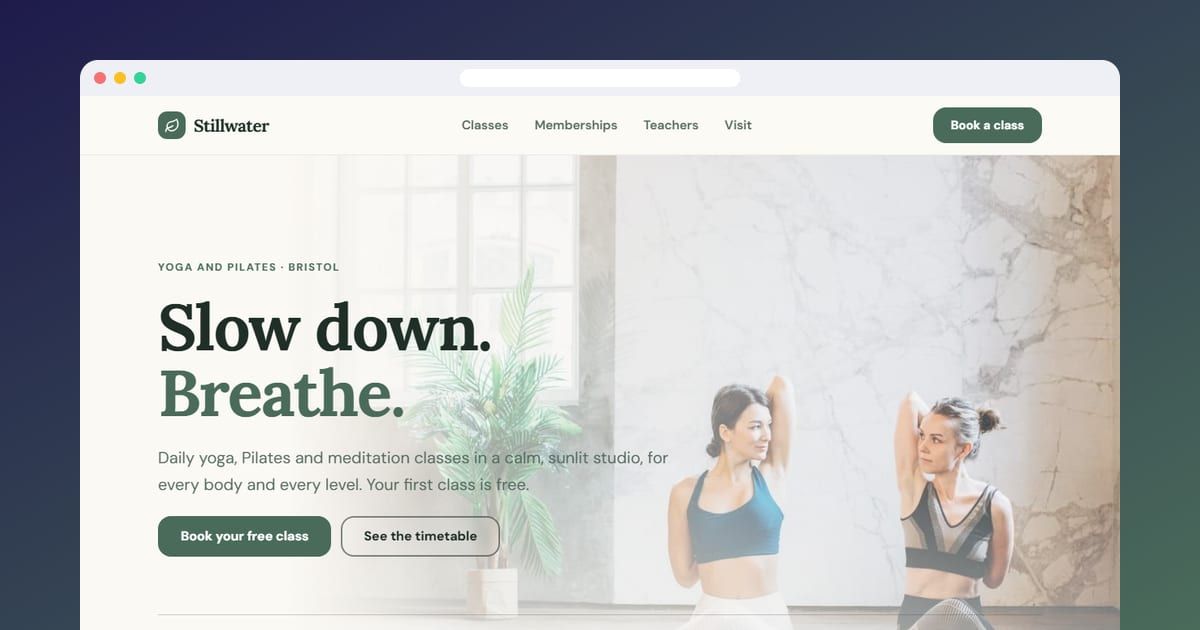 Stillwater
Classes
Memberships
Teachers
Visit
Book a class
YOGA AND PILATES · BRISTOL
Slow down.
Breathe.
Daily yoga, Pilates and meditation classes in a calm, sunlit studio, for
every body and every level. Your first class is free.
Book your free class
See the timetable